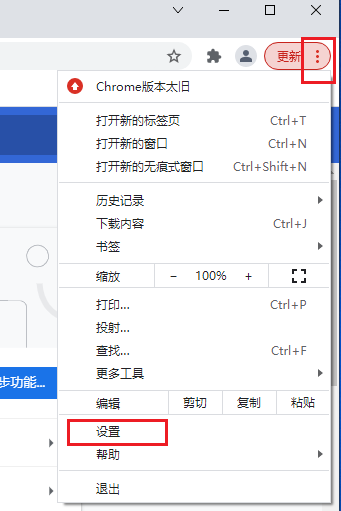 更新
Chrome版本太旧
打开新的标签页 Ctrl+T
打开新的窗口 Ctrl+N
打开新的无痕式窗口 Ctrl+Shift+N
历史记录
下载内容 Ctrl+J
书签
缩放 − 100% +
打印... Ctrl+P
投射...
查找... Ctrl+F
步功能...
更多工具
编辑 剪切 复制 粘贴
设置
帮助
退出